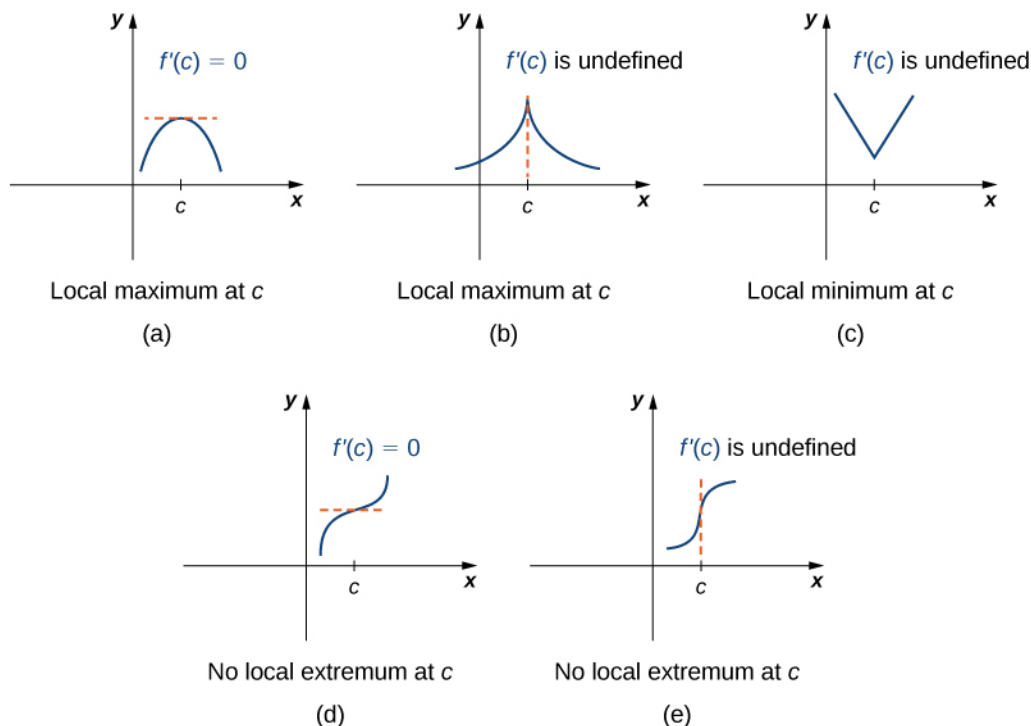 y
f'(c) = 0
c
x
Local maximum at c
(a)
y
f'(c) is undefined
c
x
Local maximum at c
(b)
y
f'(c) is undefined
c
x
Local minimum at c
(c)
y
f'(c) = 0
c
x
No local extremum at c
(d)
y
f'(c) is undefined
c
x
No local extremum at c
(e)